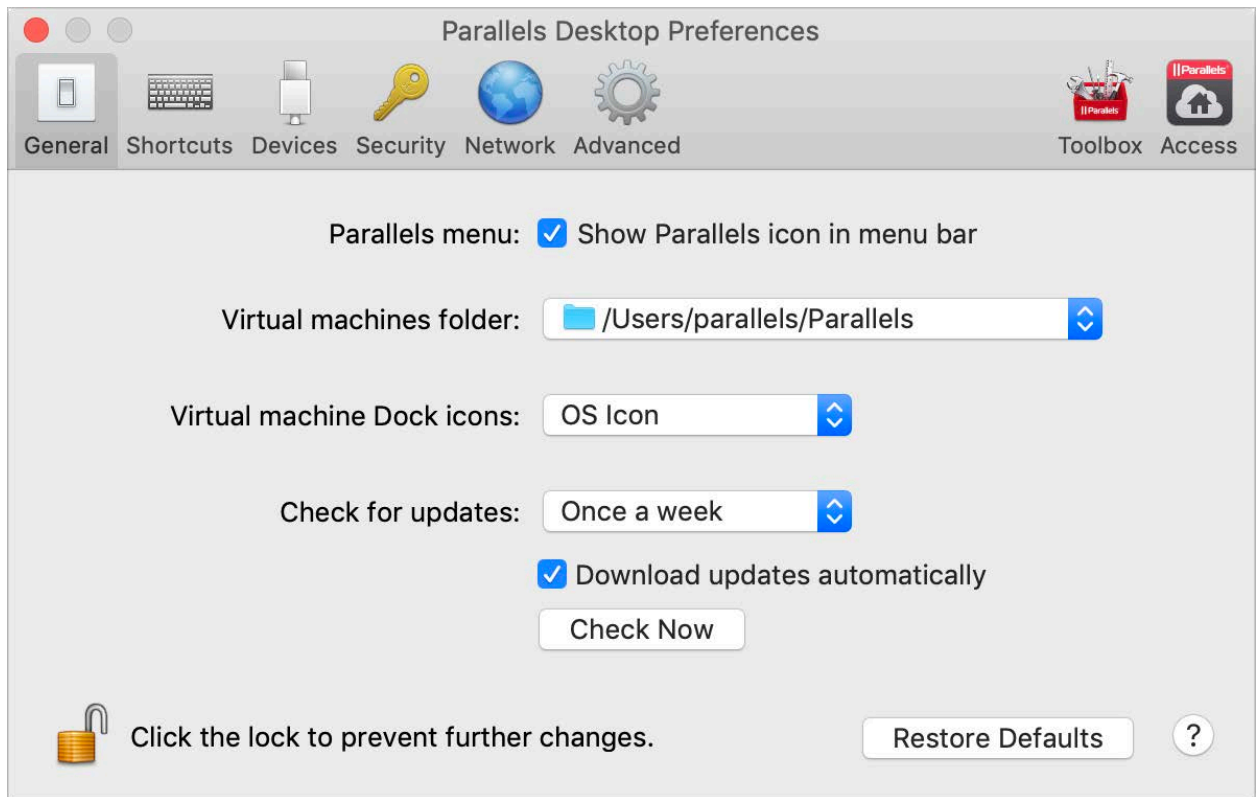 Parallels Desktop Preferences
|| Parallels
|| Parallels®
General Shortcuts Devices Security Network Advanced Toolbox Access
Parallels menu: Show Parallels icon in menu bar
Virtual machines folder: /Users/parallels/Parallels
Virtual machine Dock icons: OS Icon
Check for updates: Once a week
Download updates automatically
Check Now
Click the lock to prevent further changes. Restore Defaults ?